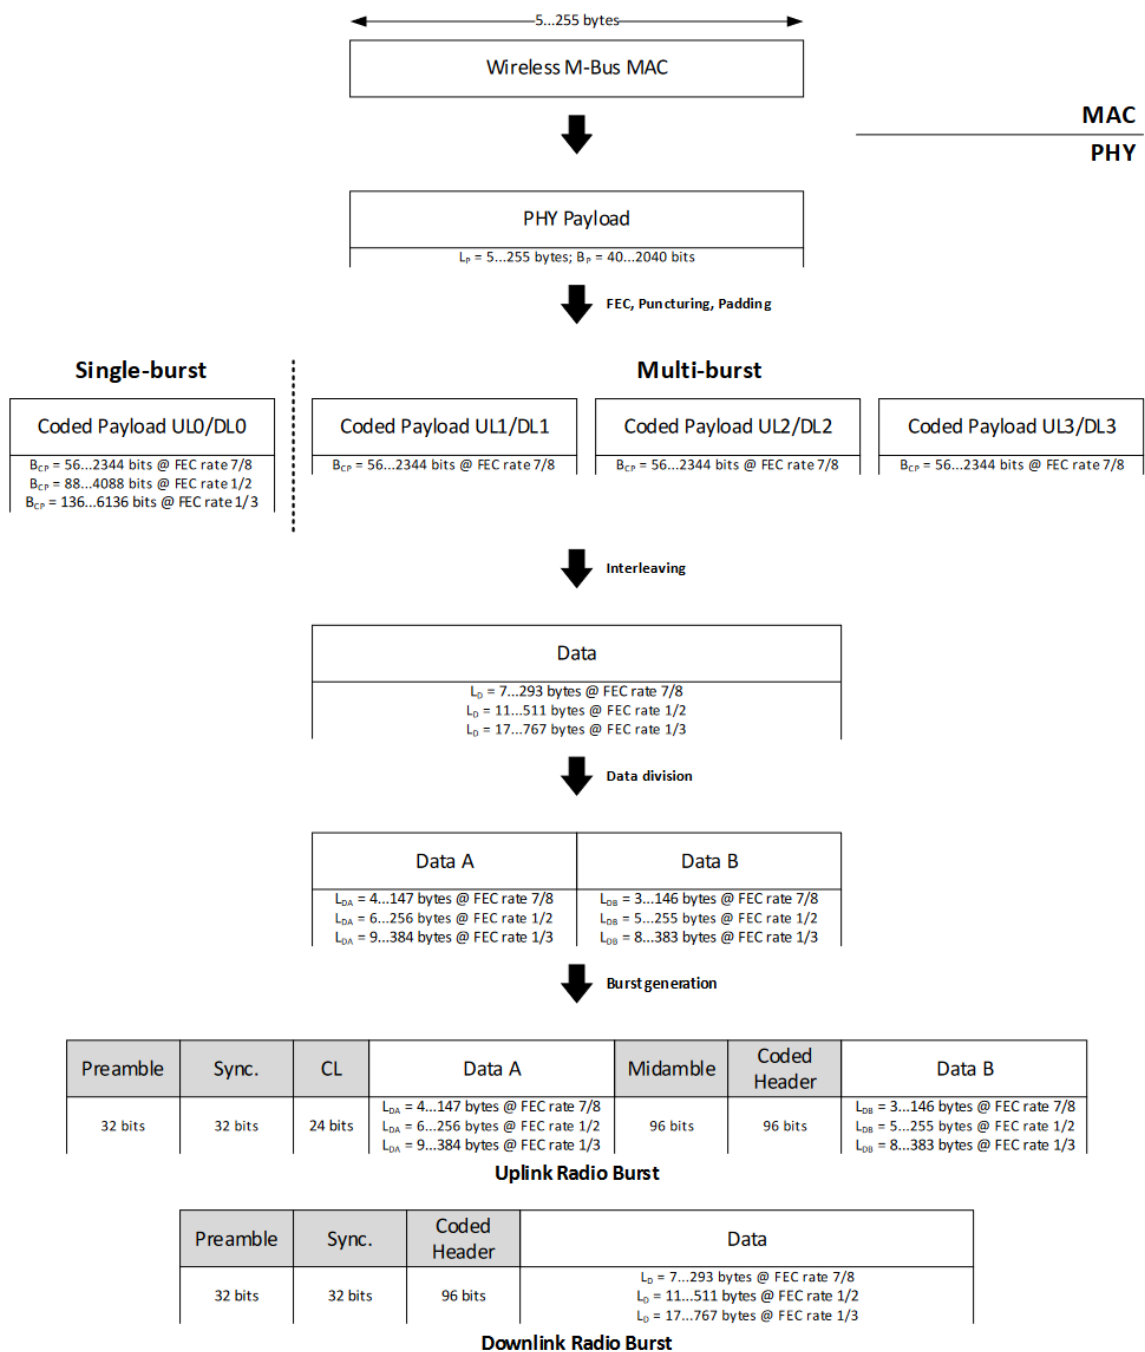 5...255 bytes
Wireless M-Bus MAC
MAC
PHY
PHY Payload
L_P = 5...255 bytes; B_P = 40...2040 bits
FEC, Puncturing, Padding
Single-burst
Multi-burst
Coded Payload UL0/DL0
B_CP = 56...2344 bits @ FEC rate 7/8
B_CP = 88...4088 bits @ FEC rate 1/2
B_CP = 136...6136 bits @ FEC rate 1/3
Coded Payload UL1/DL1
B_CP = 56...2344 bits @ FEC rate 7/8
Coded Payload UL2/DL2
B_CP = 56...2344 bits @ FEC rate 7/8
Coded Payload UL3/DL3
B_CP = 56...2344 bits @ FEC rate 7/8
Interleaving
Data
L_D = 7...293 bytes @ FEC rate 7/8
L_D = 11...511 bytes @ FEC rate 1/2
L_D = 17...767 bytes @ FEC rate 1/3
Data division
Data A
L_DA = 4...147 bytes @ FEC rate 7/8
L_DA = 6...256 bytes @ FEC rate 1/2
L_DA = 9...384 bytes @ FEC rate 1/3
Data B
L_DB = 3...146 bytes @ FEC rate 7/8
L_DB = 5...255 bytes @ FEC rate 1/2
L_DB = 8...383 bytes @ FEC rate 1/3
Burst generation
Preamble
32 bits
Sync.
32 bits
CL
24 bits
Data A
L_DA = 4...147 bytes @ FEC rate 7/8
L_DA = 6...256 bytes @ FEC rate 1/2
L_DA = 9...384 bytes @ FEC rate 1/3
Midamble
96 bits
Coded
Header
96 bits
Data B
L_DB = 3...146 bytes @ FEC rate 7/8
L_DB = 5...255 bytes @ FEC rate 1/2
L_DB = 8...383 bytes @ FEC rate 1/3
Uplink Radio Burst
Preamble
32 bits
Sync.
32 bits
Coded
Header
96 bits
Data
L_D = 7...293 bytes @ FEC rate 7/8
L_D = 11...511 bytes @ FEC rate 1/2
L_D = 17...767 bytes @ FEC rate 1/3
Downlink Radio Burst